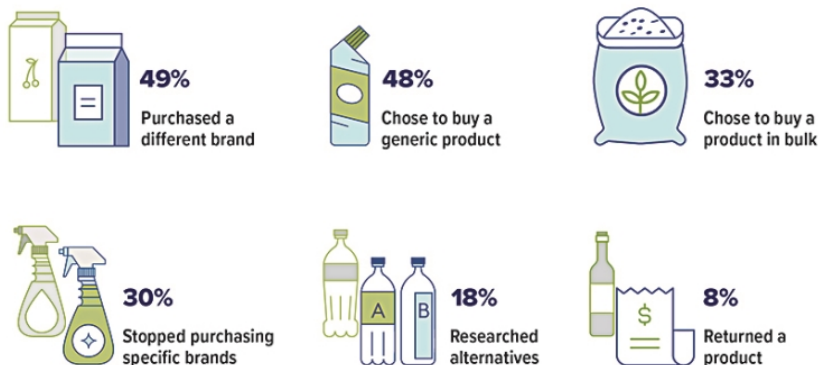 49%
Purchased a
different brand
48%
Chose to buy a
generic product
33%
Chose to buy a
product in bulk
30%
Stopped purchasing
specific brands
A
B
18%
Researched
alternatives
$
8%
Returned a
product